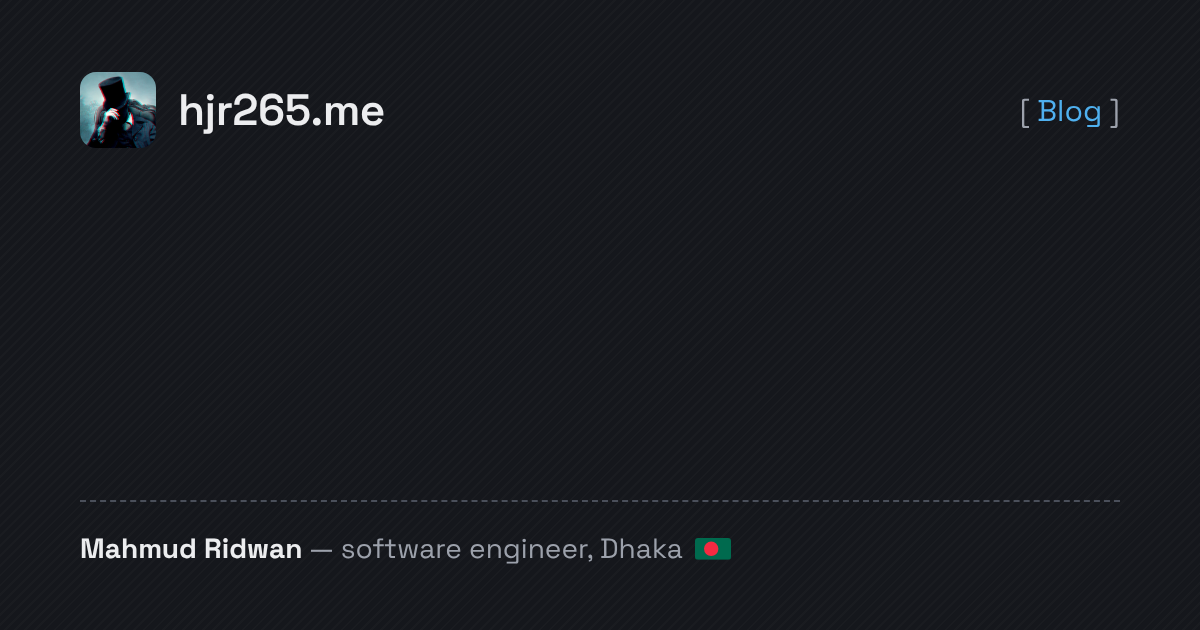 hjr265.me
[ Blog ]
Mahmud Ridwan — software engineer, Dhaka